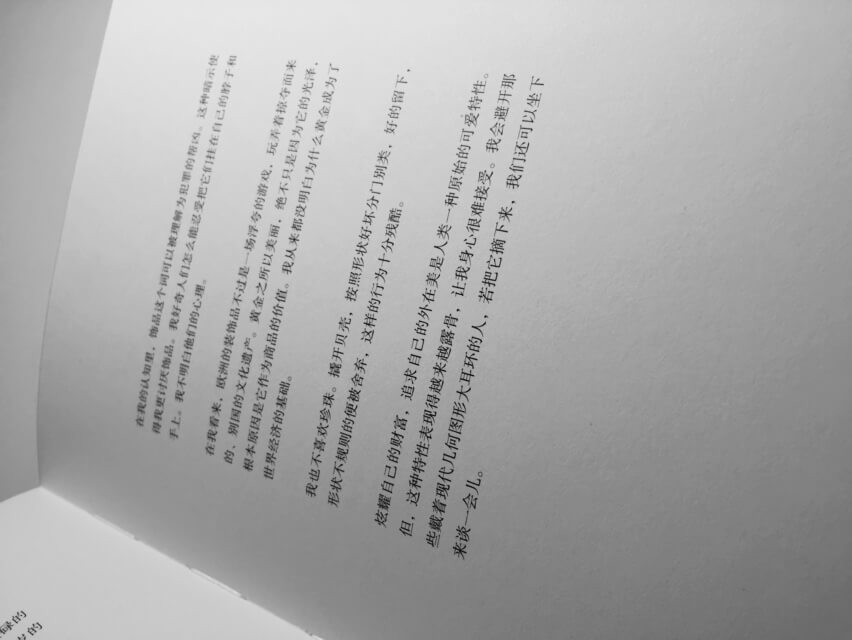 在我的认知里，饰品这个词可以被理解为犯罪的帮凶。这种暗示使
得我更讨厌饰品。我好奇人们怎么能忍受把它们挂在自己的脖子和
手上。我不明白他们的心理。
在我看来，欧洲的装饰品不过是一场浮夸的游戏，玩弄着掠夺而来
的、别国的文化遗产。黄金之所以美丽，绝不只是因为它的光泽，
根本原因是它作为商品的价值。我从来都没明白为什么黄金成为了
世界经济的基础。
我也不喜欢珍珠。撬开贝壳，按照形状好坏分门别类，好的留下，
形状不规则的便被舍弃，这样的行为十分残酷。
炫耀自己的财富，追求自己的外在美是人类一种原始的可爱特性。
但，这种特性表现得越来越露骨，让我身心很难接受。我会避开那
些戴着现代几何图形大耳环的人，若把它摘下来，我们还可以坐下
来谈一会儿。
的
的